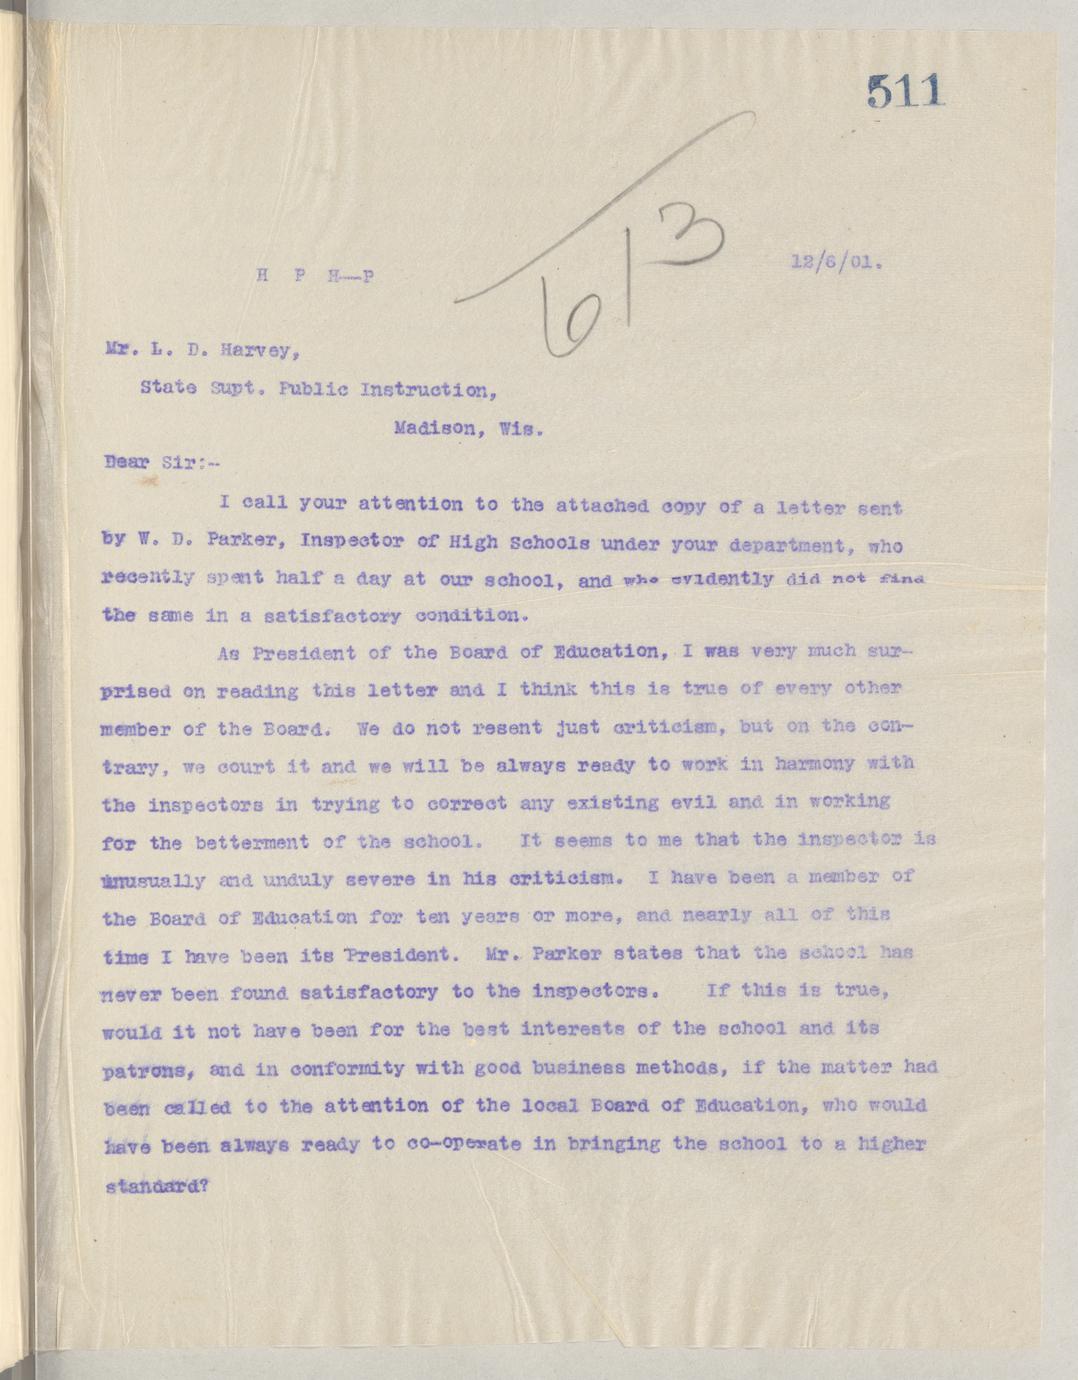 511
613
12/6/01.
H P H--P
Mr. L. D. Harvey,
State Supt. Public Instruction,
Madison, Wis.
Dear Sir:--
I call your attention to the attached copy of a letter sent
by W. D. Parker, Inspector of High Schools under your department, who
recently spent half a day at our school, and who evidently did not find
the same in a satisfactory condition.
As President of the Board of Education, I was very much sur-
prised on reading this letter and I think this is true of every other
member of the Board. We do not resent just criticism, but on the con-
trary, we court it and we will be always ready to work in harmony with
the inspectors in trying to correct any existing evil and in working
for the betterment of the school. It seems to me that the inspector is
unusually and unduly severe in his criticism. I have been a member of
the Board of Education for ten years or more, and nearly all of this
time I have been its President. Mr. Parker states that the school has
never been found satisfactory to the inspectors. If this is true,
would it not have been for the best interests of the school and its
patrons, and in conformity with good business methods, if the matter had
been called to the attention of the local Board of Education, who would
have been always ready to co-operate in bringing the school to a higher
standard?